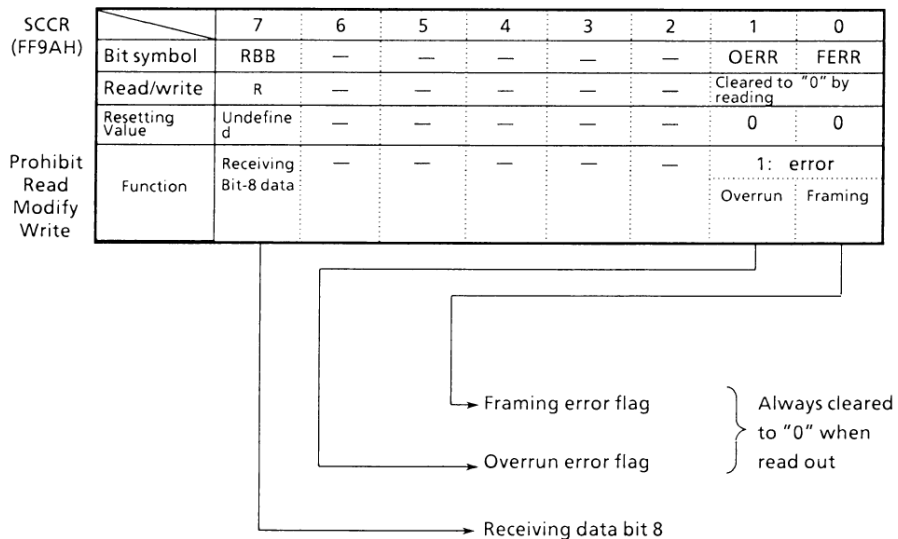 SCCR
(FF9AH)
7 6 5 4 3 2 1 0
Bit symbol RBB — — — — — OERR FERR
Read/write R — — — — — Cleared to "0" by
reading
Resetting
Value
Undefine
d
— — — — — 0 0
Prohibit
Read
Modify
Write
Function
Receiving
Bit-8 data
— — — — —
1: error
Overrun Framing
Framing error flag
Overrun error flag
Always cleared
to "0" when
read out
Receiving data bit 8